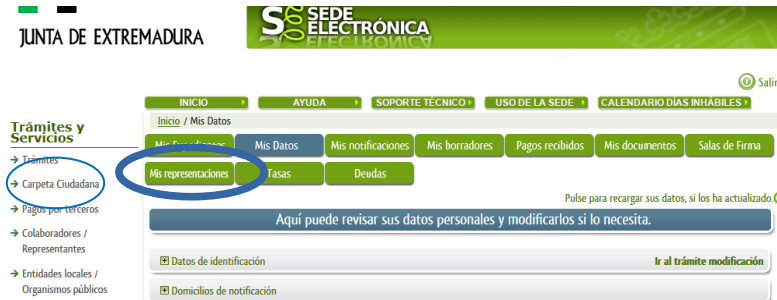 JUNTA DE EXTREMADURA
SEDE
ELECTRÓNICA
Salir
INICIO
AYUDA
SOPORTE TÉCNICO
USO DE LA SEDE
CALENDARIO DÍAS INHÁBILES
Inicio / Mis Datos
Trámites y
Servicios
Trámites
Carpeta Ciudadana
Pagos por terceros
Colaboradores /
Representantes
Entidades locales /
Organismos públicos
Mis Expedientes
Mis Datos
Mis notificaciones
Mis borradores
Pagos recibidos
Mis documentos
Salas de Firma
Mis representaciones
Tasas
Deudas
Pulse para recargar sus datos, si los ha actualizado.
Aquí puede revisar sus datos personales y modificarlos si lo necesita.
Datos de identificación
Ir al trámite modificación
Domicilios de notificación